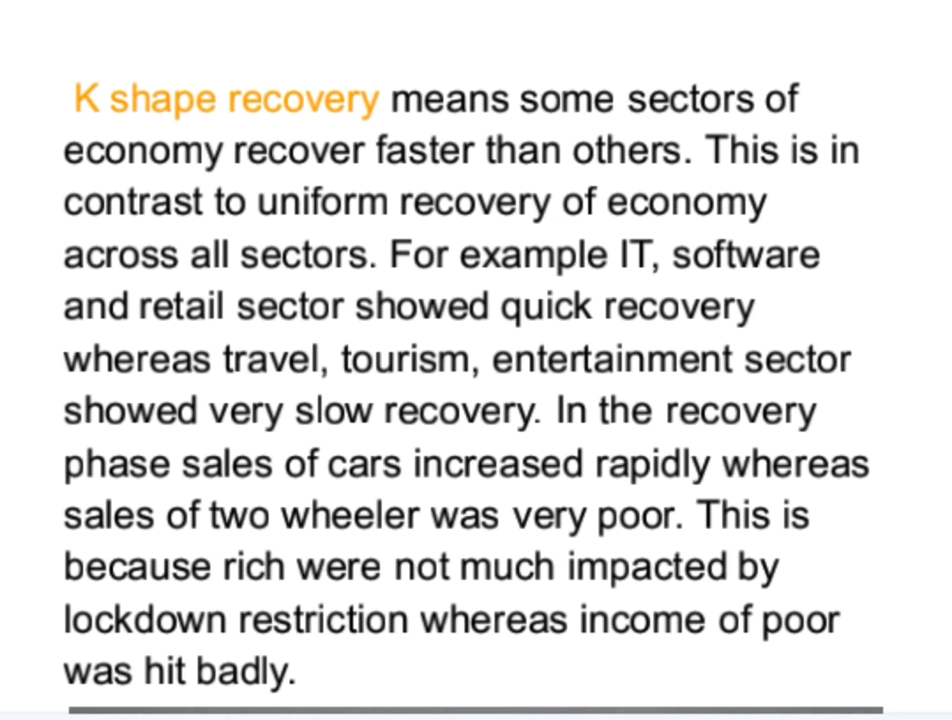 K shape recovery means some sectors of
economy recover faster than others. This is in
contrast to uniform recovery of economy
across all sectors. For example IT, software
and retail sector showed quick recovery
whereas travel, tourism, entertainment sector
showed very slow recovery. In the recovery
phase sales of cars increased rapidly whereas
sales of two wheeler was very poor. This is
because rich were not much impacted by
lockdown restriction whereas income of poor
was hit badly.